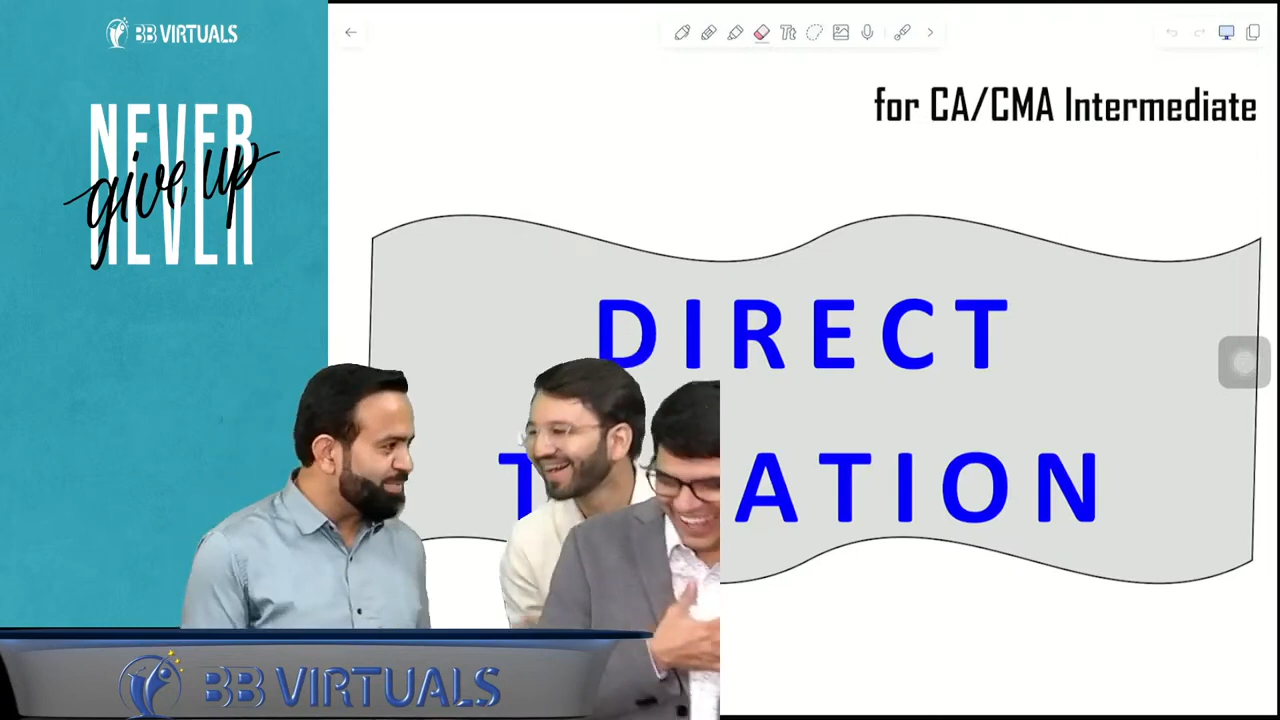 BB VIRTUALS
NEVER
give up
NEVER
for CA/CMA Intermediate
DIRECT
T ATION
BB VIRTUALS